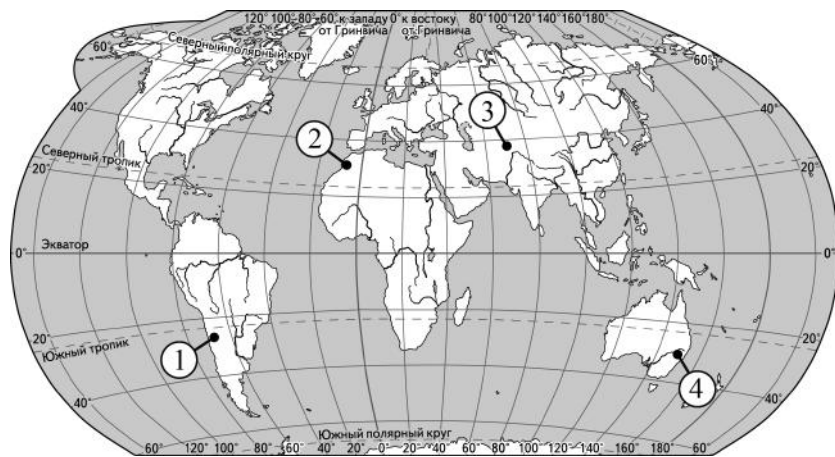 120° 100° 80° 60° к западу 0° к востоку 80° 100° 120° 140° 160° 180°
от Гринвича от Гринвича
Северный полярный круг
60° 60°
40° 40°
Северный тропик
20° 20°
Экватор
0° 0°
20° 20°
Южный тропик
40° 40°
Южный полярный круг
60° 120° 100° 80° 60° 40° 20° 0° 20° 40° 60° 80° 100° 120° 140° 160° 60°
1
2
3
4